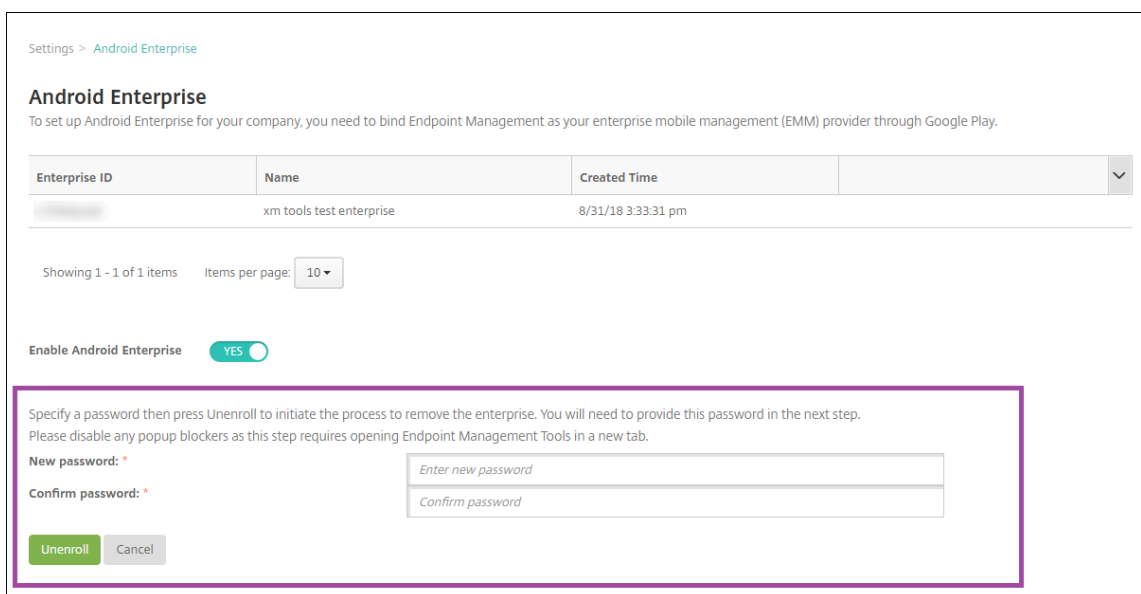 Settings > Android Enterprise
Android Enterprise
To set up Android Enterprise for your company, you need to bind Endpoint Management as your enterprise mobile management (EMM) provider through Google Play.
Enterprise ID Name Created Time
xm tools test enterprise 8/31/18 3:33:31 pm
Showing 1 - 1 of 1 items Items per page: 10
Enable Android Enterprise YES
Specify a password then press Unenroll to initiate the process to remove the enterprise. You will need to provide this password in the next step.
Please disable any popup blockers as this step requires opening Endpoint Management Tools in a new tab.
New password: * Enter new password
Confirm password: * Confirm password
Unenroll Cancel